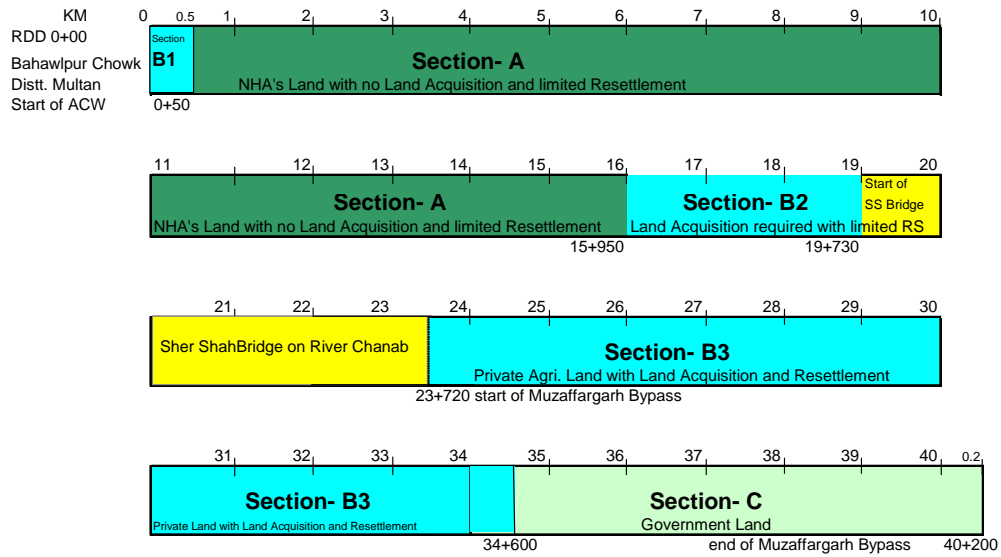 KM 0 0.5 1 2 3 4 5 6 7 8 9 10
RDD 0+00
Section
Bahawlpur Chowk B1 Section- A
Distt. Multan NHA's Land with no Land Acquisition and limited Resettlement
Start of ACW 0+50
11 12 13 14 15 16 17 18 19 20
Start of
Section- A Section- B2 SS Bridge
NHA's Land with no Land Acquisition and limited Resettlement Land Acquisition required with limited RS
15+950 19+730
21 22 23 24 25 26 27 28 29 30
Sher ShahBridge on River Chanab Section- B3
Private Agri. Land with Land Acquisition and Resettlement
23+720 start of Muzaffargarh Bypass
31 32 33 34 35 36 37 38 39 40 0.2
Section- B3 Section- C
Private Land with Land Acquisition and Resettlement Government Land
34+600 end of Muzaffargarh Bypass 40+200